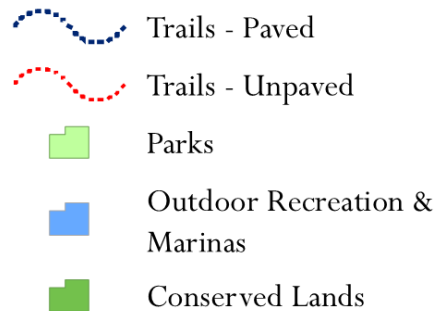 Trails - Paved
Trails - Unpaved
Parks
Outdoor Recreation &
Marinas
Conserved Lands